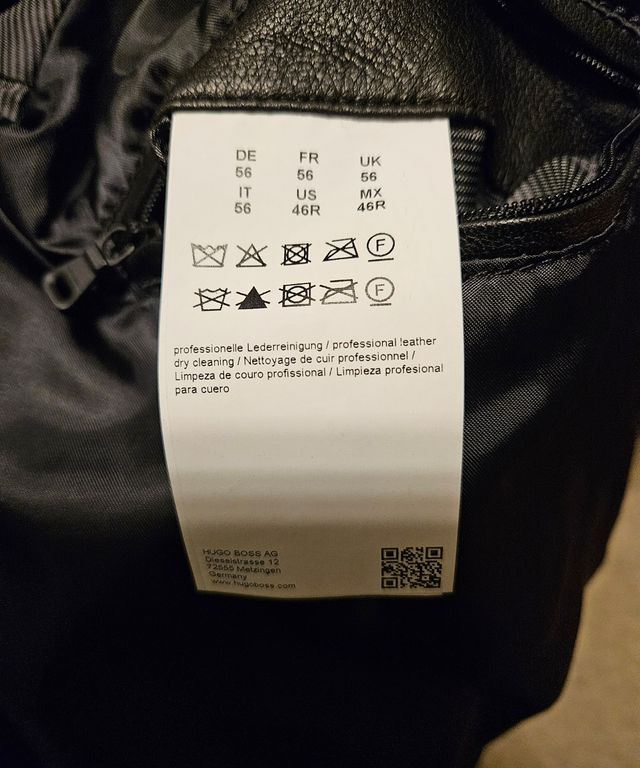 DE FR UK
56 56 56
IT US MX
56 46R 46R
F
F
professionelle Lederreinigung / professional leather
dry cleaning / Nettoyage de cuir professionnel /
Limpeza de couro profissional / Limpieza profesional
para cuero
HUGO BOSS AG
Dieselstrasse 12
72555 Metzingen
Germany
www.hugoboss.com